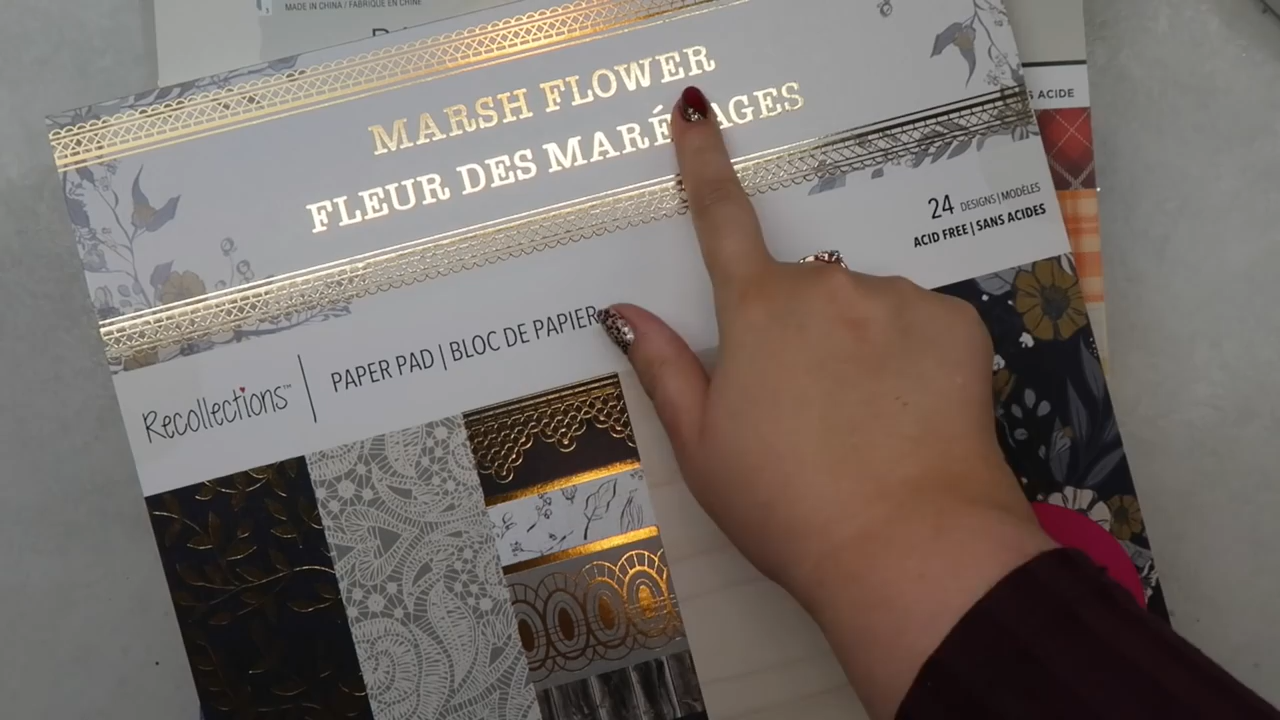 MADE IN CHINA / FABRIQUÉ EN CHINE
MARSH FLOWER
FLEUR DES
ACIDE
24 DESIGNS | MODÈLES
ACID FREE | SANS ACIDES
Recollections™ | PAPER PAD | BLOC DE PAPIER